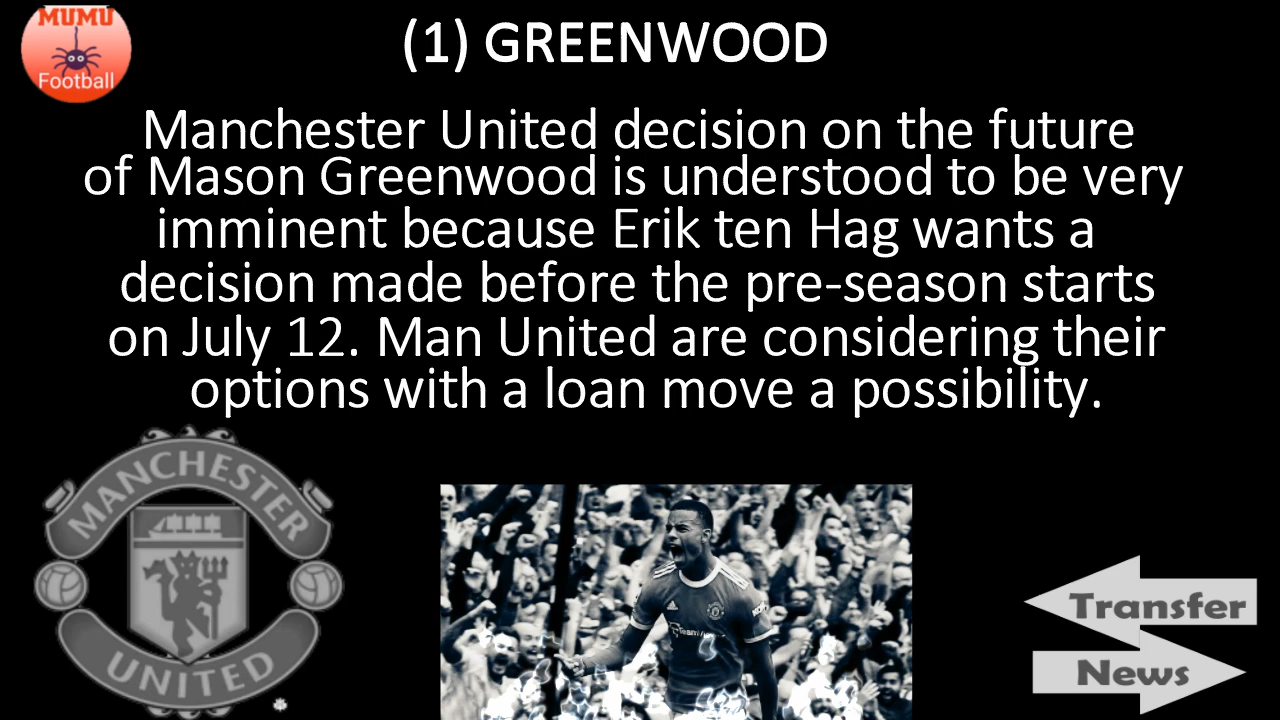 MUMU
Football
(1) GREENWOOD
Manchester United decision on the future
of Mason Greenwood is understood to be very
imminent because Erik ten Hag wants a
decision made before the pre-season starts
on July 12. Man United are considering their
options with a loan move a possibility.
MANCHESTER
UNITED
Transfer
News